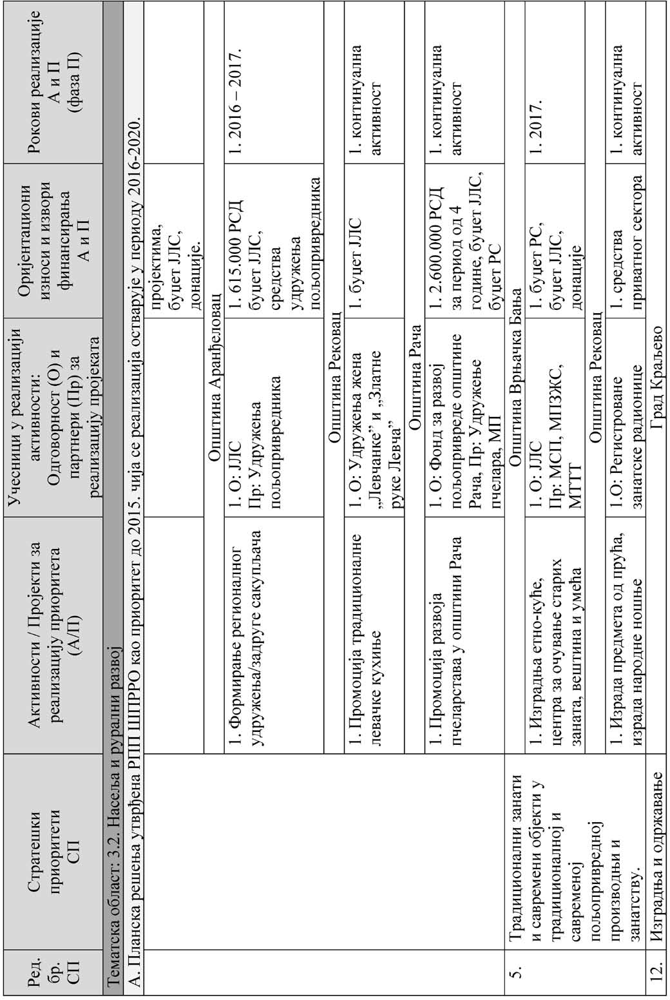 Ред.
бр.
СП
Стратешки
приоритети
СП
Активности / Пројекти за
реализацију приоритета
(А/П)
Учесници у реализацији
активности:
Одговорност (О) и
партнери (Пр) за
реализацију пројеката
Оријентациони
износи и извори
финансирања
А и П
Рокови реализације
А и П
(фаза П)
Тематска област: 3.2. Насеља и рурални развој
А. Планска решења утврђена РПП ШПРРО као приоритет до 2015. чија се реализација остварује у периоду 2016-2020.
пројектима,
буџет ЈЛС,
донације.
Општина Аранђеловац
1. Формирање регионалног
удружења/задруге сакупљача
1. О: ЈЛС
Пр: Удружења
пољопривредника
1. 615.000 РСД
буџет ЈЛС,
средства
удружења
пољопривредника
1. 2016 – 2017.
Општина Рековац
1. Промоција традиционалне
левачке кухиње
1. О: Удружења жена
„Левчанке” и „Златне
руке Левча”
1. буџет ЈЛС
1. континуална
активност
Општина Рача
1. Промоција развоја
пчеларстава у општини Рача
1. О: Фонд за развој
пољопривреде општине
Рача, Пр: Удружење
пчелара, МП
1. 2.600.000 РСД
за период од 4
године, буџет ЈЛС,
буџет РС
1. континуална
активност
5.
Традиционални занати
и савремени објекти у
традиционалној и
савременој
пољопривредној
производњи и
занатству.
Општина Врњачка Бања
1. Изградња етно-куће,
центра за очување старих
заната, вештина и умећа
1. О: ЈЛС
Пр: МСП, МПЗЖС,
МТТТ
1. буџет РС,
буџет ЈЛС,
донације
1. 2017.
Општина Рековац
1. Израда предмета од прућа,
израда народне ношње
1.О: Регистроване
занатске радионице
1. средства
приватног сектора
1. континуална
активност
12.
Изградња и одржавање
Град Краљево